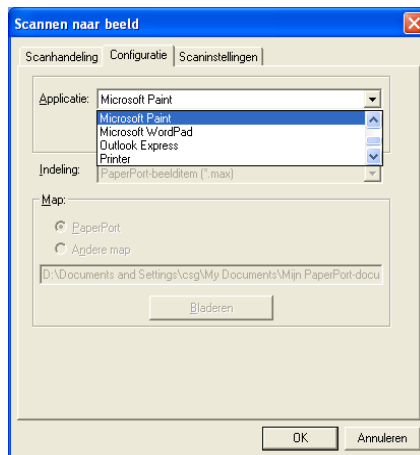 Scannen naar beeld
Scanhandeling Configuratie Scaninstellingen
Applicatie: Microsoft Paint
Microsoft Paint
Microsoft WordPad
Outlook Express
Printer
Indeling: PaperPort-beelditem (*.max)
Map:
PaperPort
Andere map
D:\Documents and Settings\csg\My Documents\Mijn PaperPort-docu
Bladeren
OK Annuleren